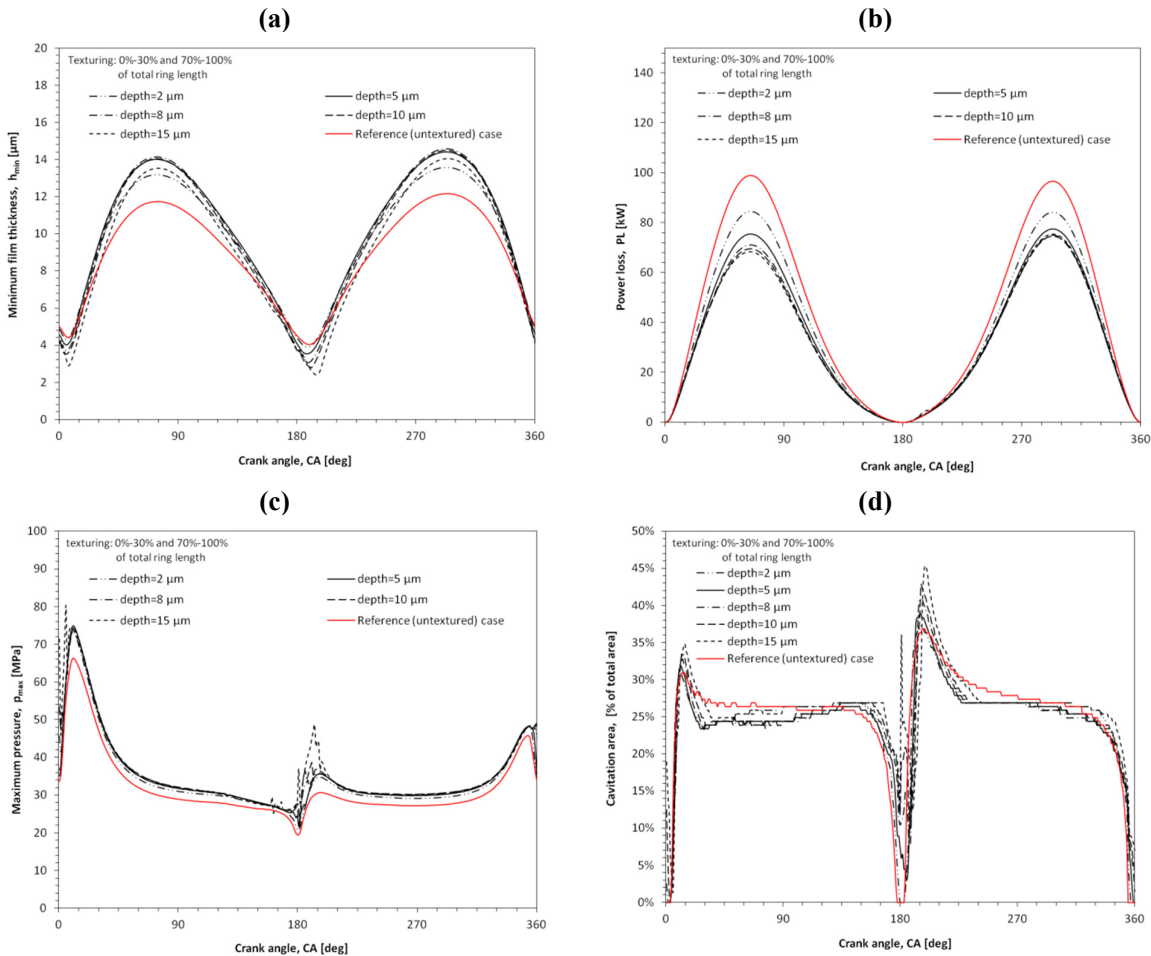 (a)
20
18
16
14
12
10
8
6
4
2
0
Minimum film thickness, hmin [μm]
Texturing: 0%-30% and 70%-100%
of total ring length
depth=2 μm
depth=5 μm
depth=8 μm
depth=10 μm
depth=15 μm
Reference (untextured) case
0 90 180 270 360
Crank angle, CA [deg]
(b)
140
120
100
80
60
40
20
0
Power loss, PL [kW]
texturing: 0%-30% and 70%-100%
of total ring length
depth=2 μm
depth=5 μm
depth=8 μm
depth=10 μm
depth=15 μm
Reference (untextured) case
0 90 180 270 360
Crank angle, CA [deg]
(c)
100
90
80
70
60
50
40
30
20
10
0
Maximum pressure, pmax [MPa]
texturing: 0%-30% and 70%-100%
of total ring length
depth=2 μm
depth=5 μm
depth=8 μm
depth=10 μm
depth=15 μm
Reference (untextured) case
0 90 180 270 360
Crank angle, CA [deg]
(d)
50%
45%
40%
35%
30%
25%
20%
15%
10%
5%
0%
Cavitation area, [% of total area]
texturing: 0%-30% and 70%-100%
of total ring length
depth=2 μm
depth=5 μm
depth=8 μm
depth=10 μm
depth=15 μm
Reference (untextured) case
0 90 180 270 360
Crank angle, CA [deg]